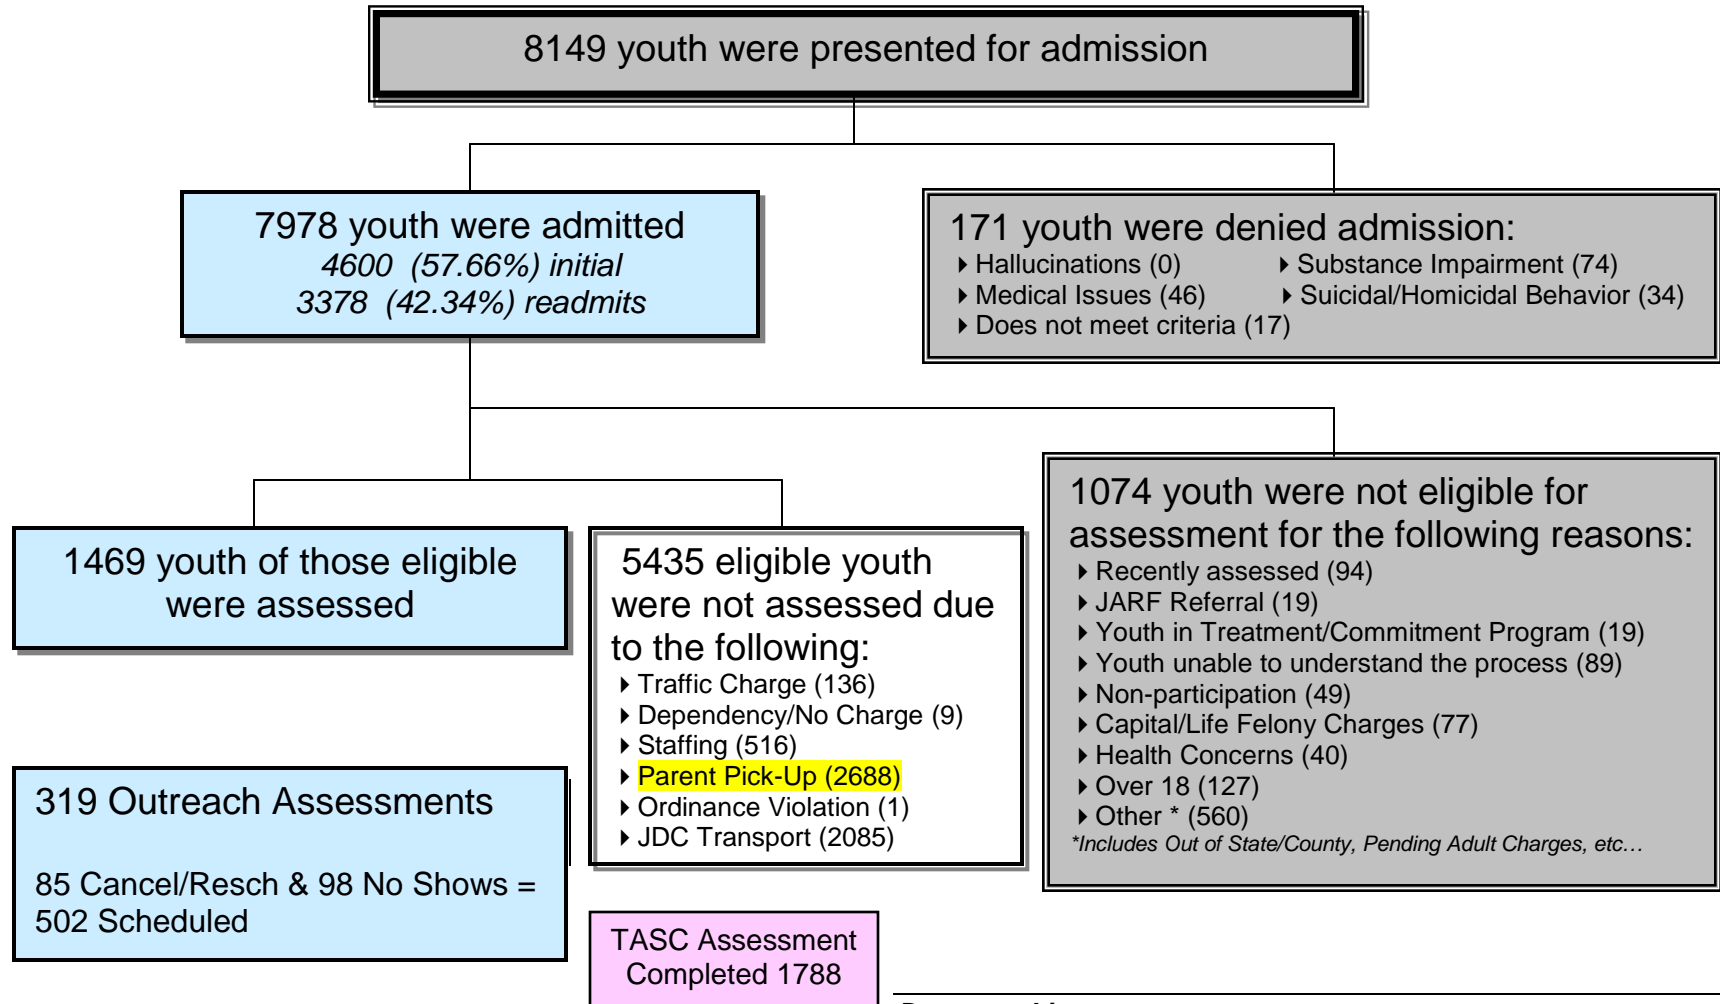 8149 youth were presented for admission
7978 youth were admitted
4600 (57.66%) initial
3378 (42.34%) readmits
171 youth were denied admission:
Hallucinations (0) Substance Impairment (74)
Medical Issues (46) Suicidal/Homicidal Behavior (34)
Does not meet criteria (17)
1469 youth of those eligible
were assessed
5435 eligible youth
were not assessed due
to the following:
Traffic Charge (136)
Dependency/No Charge (9)
Staffing (516)
Parent Pick-Up (2688)
Ordinance Violation (1)
JDC Transport (2085)
1074 youth were not eligible for
assessment for the following reasons:
Recently assessed (94)
JARF Referral (19)
Youth in Treatment/Commitment Program (19)
Youth unable to understand the process (89)
Non-participation (49)
Capital/Life Felony Charges (77)
Health Concerns (40)
Over 18 (127)
Other * (560)
*Includes Out of State/County, Pending Adult Charges, etc…
319 Outreach Assessments
85 Cancel/Resch & 98 No Shows =
502 Scheduled
TASC Assessment
Completed 1788